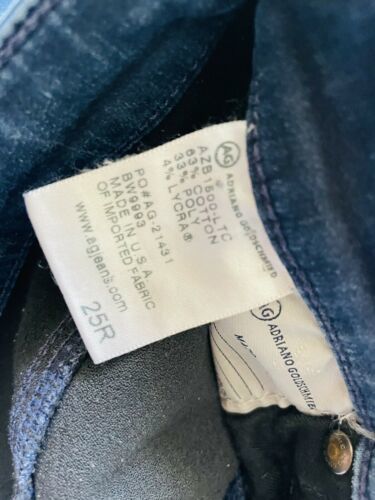 AG ADRIANO GOLDSCHMIED
AZB1500-LTC
63% COTTON
33% POLY
4% LYCRA®
PO#AG-21431
BW9993
MADE IN U.S.A.
OF IMPORTED FABRIC
www.agjeans.com
25R
AG ADRIANO GOLDSCHMIED